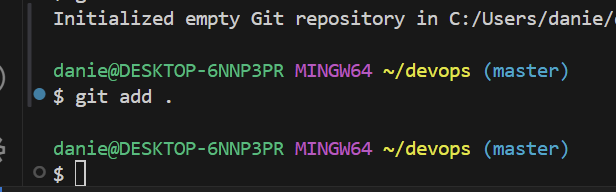 Initialized empty Git repository in C:/Users/danie/
danie@DESKTOP-6NNP3PR MINGW64 ~/devops (master)
$ git add .
danie@DESKTOP-6NNP3PR MINGW64 ~/devops (master)
$